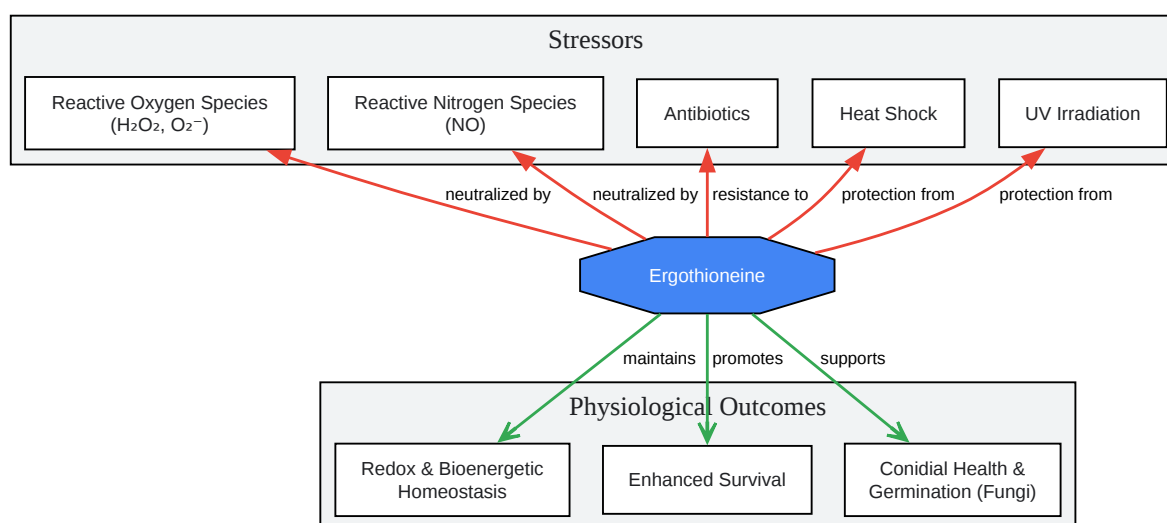 Stressors
Reactive Oxygen Species
(H₂O₂, O₂⁻)
Reactive Nitrogen Species
(NO)
Antibiotics
Heat Shock
UV Irradiation
neutralized by
neutralized by
resistance to
protection from
protection from
Ergothioneine
maintains
promotes
supports
Physiological Outcomes
Redox & Bioenergetic
Homeostasis
Enhanced Survival
Conidial Health &
Germination (Fungi)